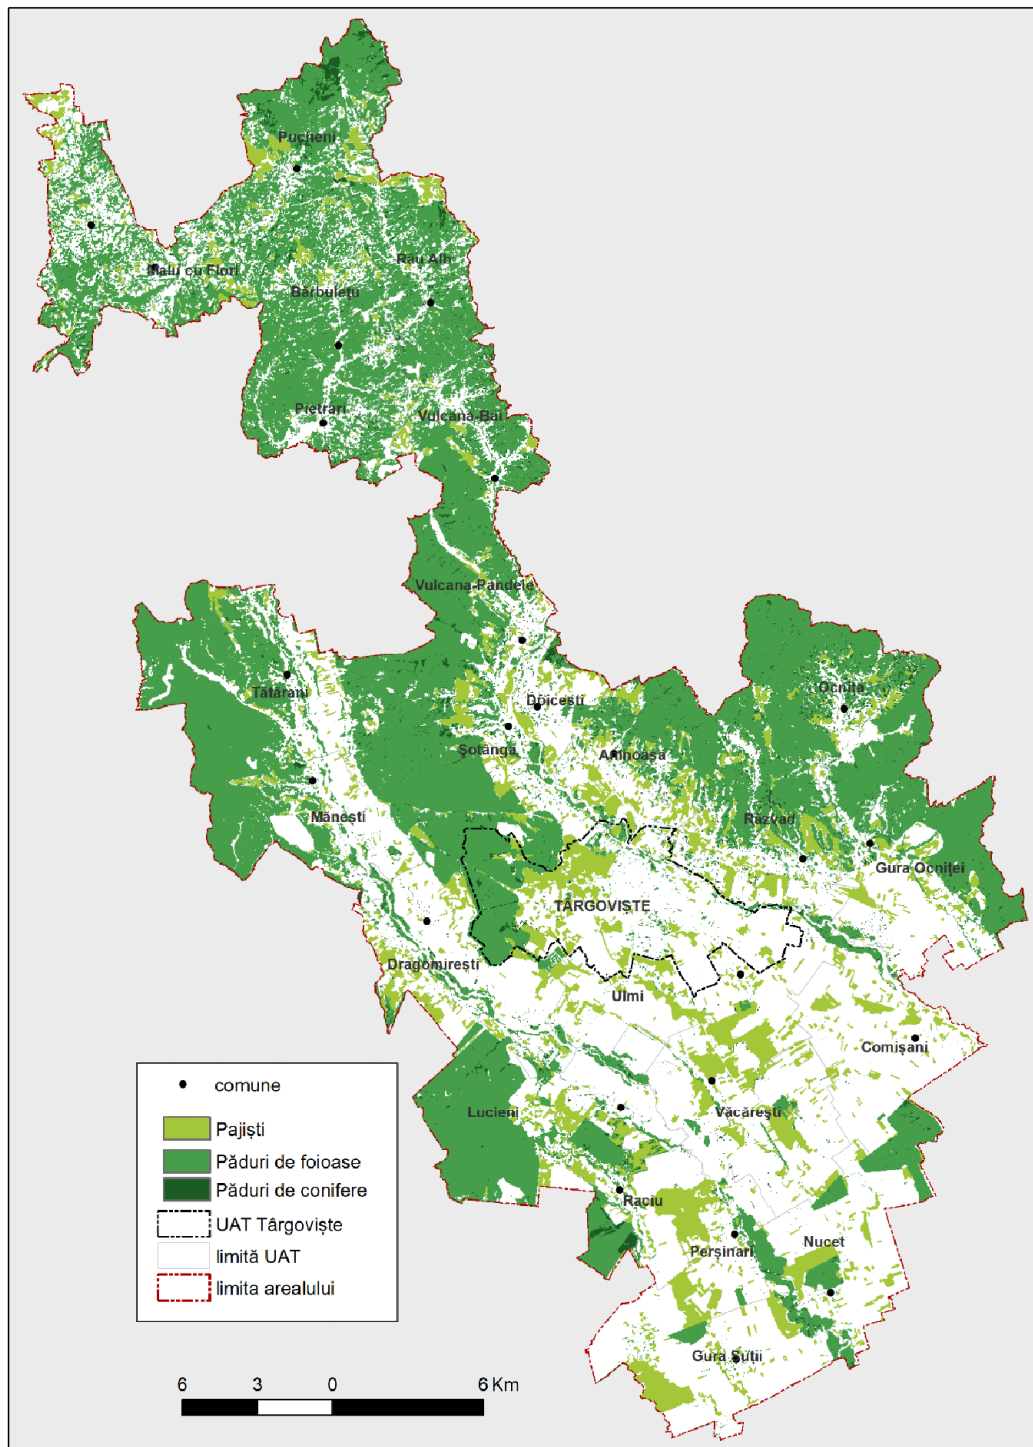 Pucheni
Malu cu Flori
Râu Alb
Bărbulețu
Pietrari
Vulcana-Băi
Vulcana-Pandele
Tătărani
Ocnița
Doicești
Șotânga
Aninoasa
Mănești
Răzvad
Gura Ocniței
TÂRGOVIȘTE
Dragomirești
Ulmi
Comișani
Lucieni
Văcărești
Raciu
Perșinari
Nucet
Gura Șuții
comune
Pajiști
Păduri de foioase
Păduri de conifere
UAT Târgoviște
limită UAT
limita arealului
6 3 0 6 Km